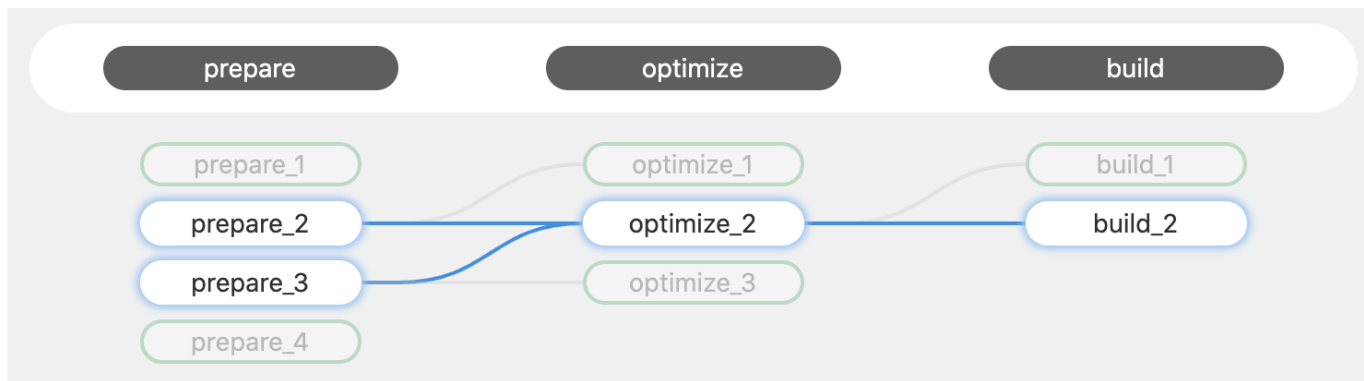 prepare optimize build
prepare_1 optimize_1 build_1
prepare_2 optimize_2 build_2
prepare_3 optimize_3
prepare_4